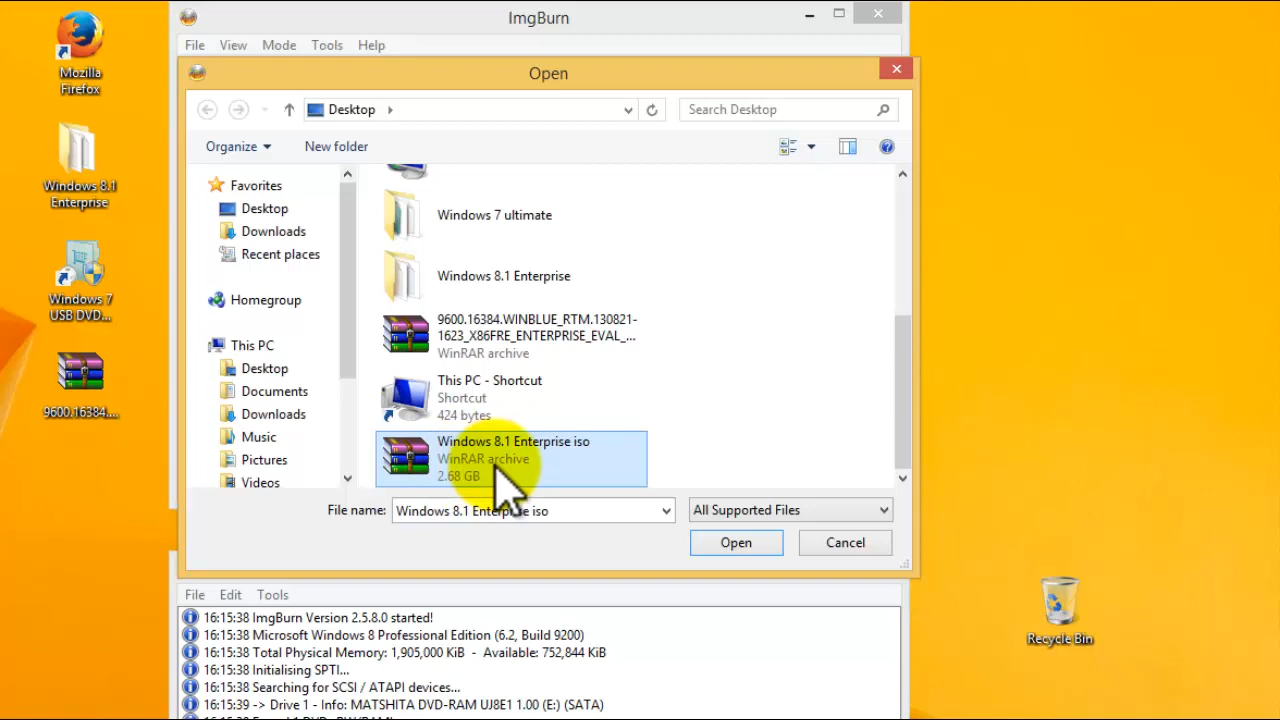 ImgBurn
File View Mode Tools Help
Open
Desktop
Search Desktop
Organize New folder
Favorites
Desktop
Downloads
Recent places
Homegroup
This PC
Desktop
Documents
Downloads
Music
Pictures
Videos
Windows 7 ultimate
Windows 8.1 Enterprise
9600.16384.WINBLUE_RTM.130821-
1623_X86FRE_ENTERPRISE_EVAL_...
WinRAR archive
This PC - Shortcut
Shortcut
424 bytes
Windows 8.1 Enterprise iso
WinRAR archive
2.68 GB
File name: Windows 8.1 Enterprise iso All Supported Files
Open Cancel
File Edit Tools
16:15:38 ImgBurn Version 2.5.8.0 started!
16:15:38 Microsoft Windows 8 Professional Edition (6.2, Build 9200)
16:15:38 Total Physical Memory: 1,905,000 KiB - Available: 752,844 KiB
16:15:38 Initialising SPTI...
16:15:38 Searching for SCSI / ATAPI devices...
16:15:39 -> Drive 1 - Info: MATSHITA DVD-RAM UJ8E1 1.00 (E:) (SATA)
Mozilla
Firefox
Windows 8.1
Enterprise
Windows 7
USB DVD...
9600.16384....
Recycle Bin